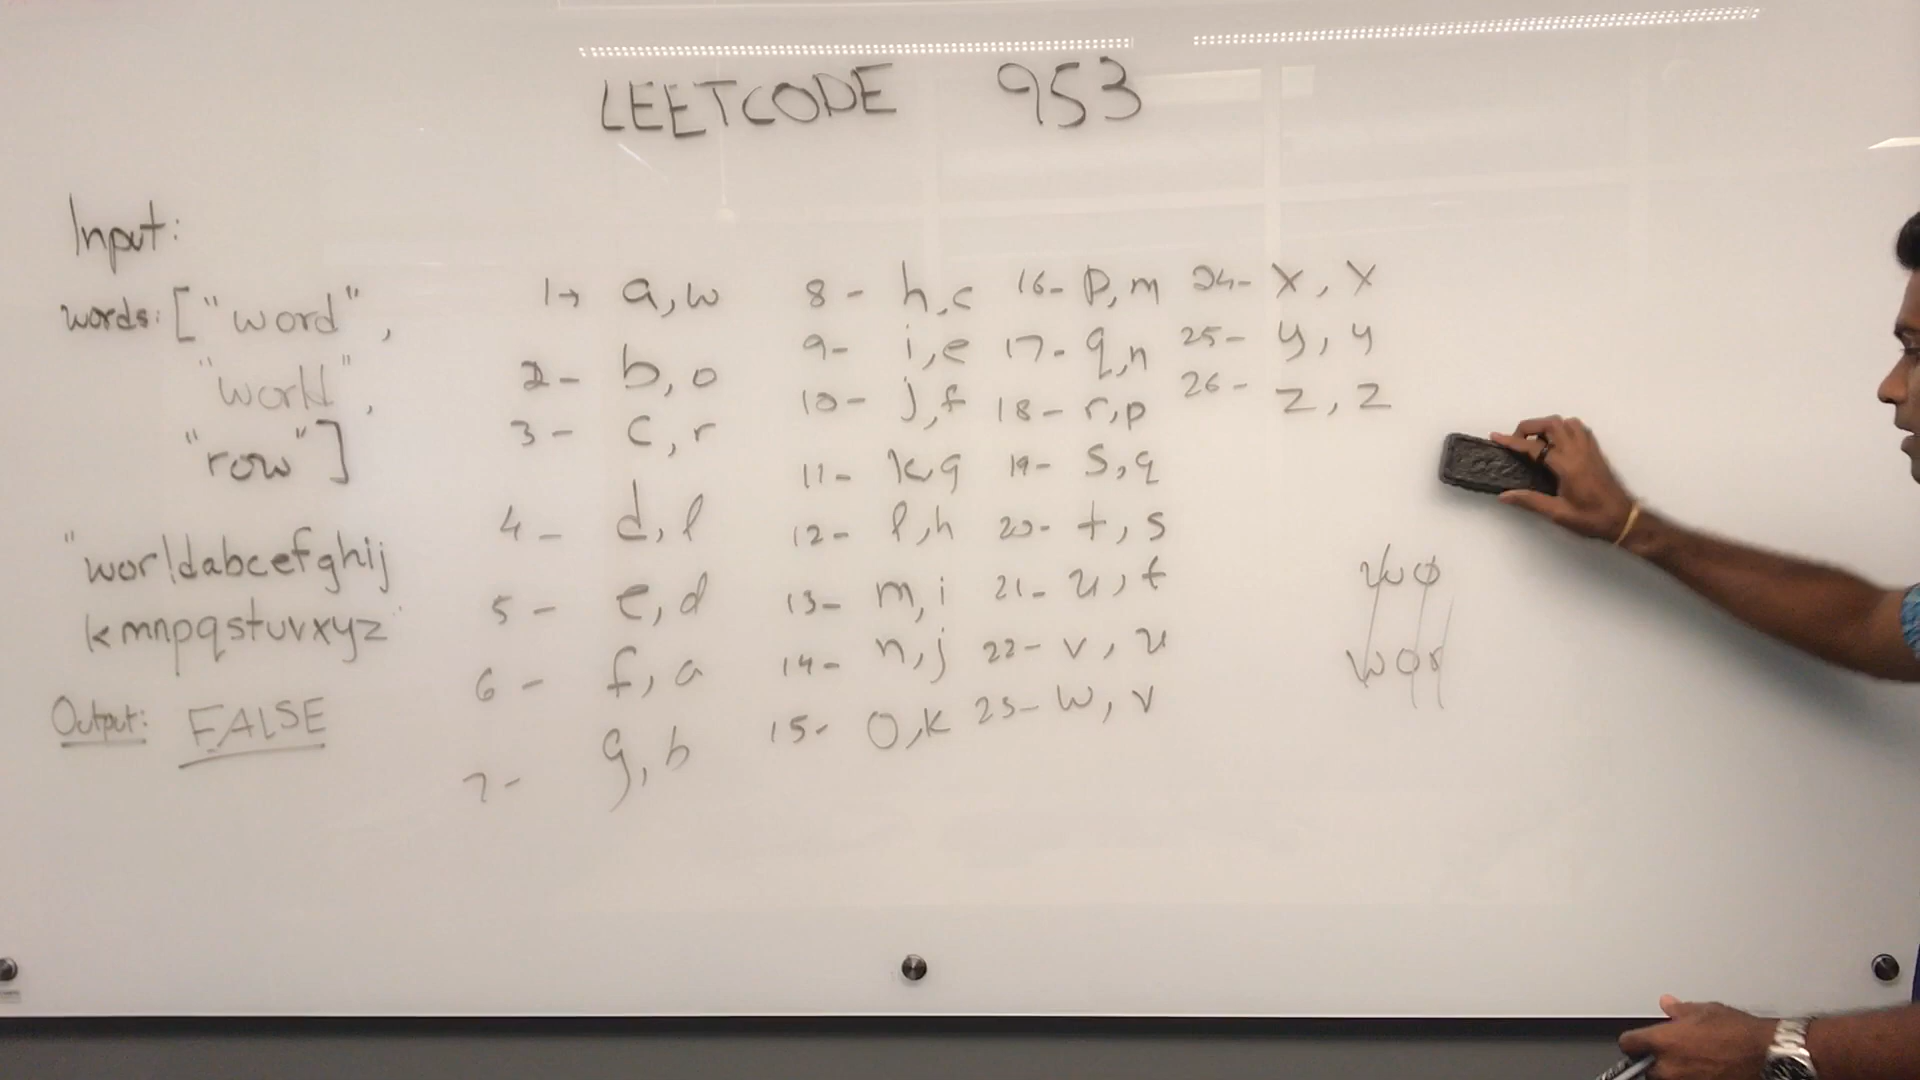 LEETCODE 953
Input:
words: ["word",
"world",
"row"]
"worldabcefghij
kmnpqstuvxyz"
Output: FALSE
1→ a, w
2- b, o
3- c, r
4- d, l
5- e, d
6- f, a
7- g, b
8- h, c
9- i, e
10- j, f
11- k g
12- l, h
13- m, i
14- n, j
15- O, k
16- p, m
17- q, n
18- r, p
19- s, q
20- t, s
21- u, t
22- v, u
23- w, v
24- x, x
25- y, y
26- z, z
wo
wor